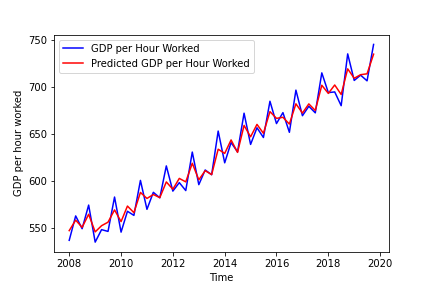 GDP per Hour Worked
Predicted GDP per Hour Worked
750
700
650
600
550
GDP per hour worked
2008 2010 2012 2014 2016 2018 2020
Time